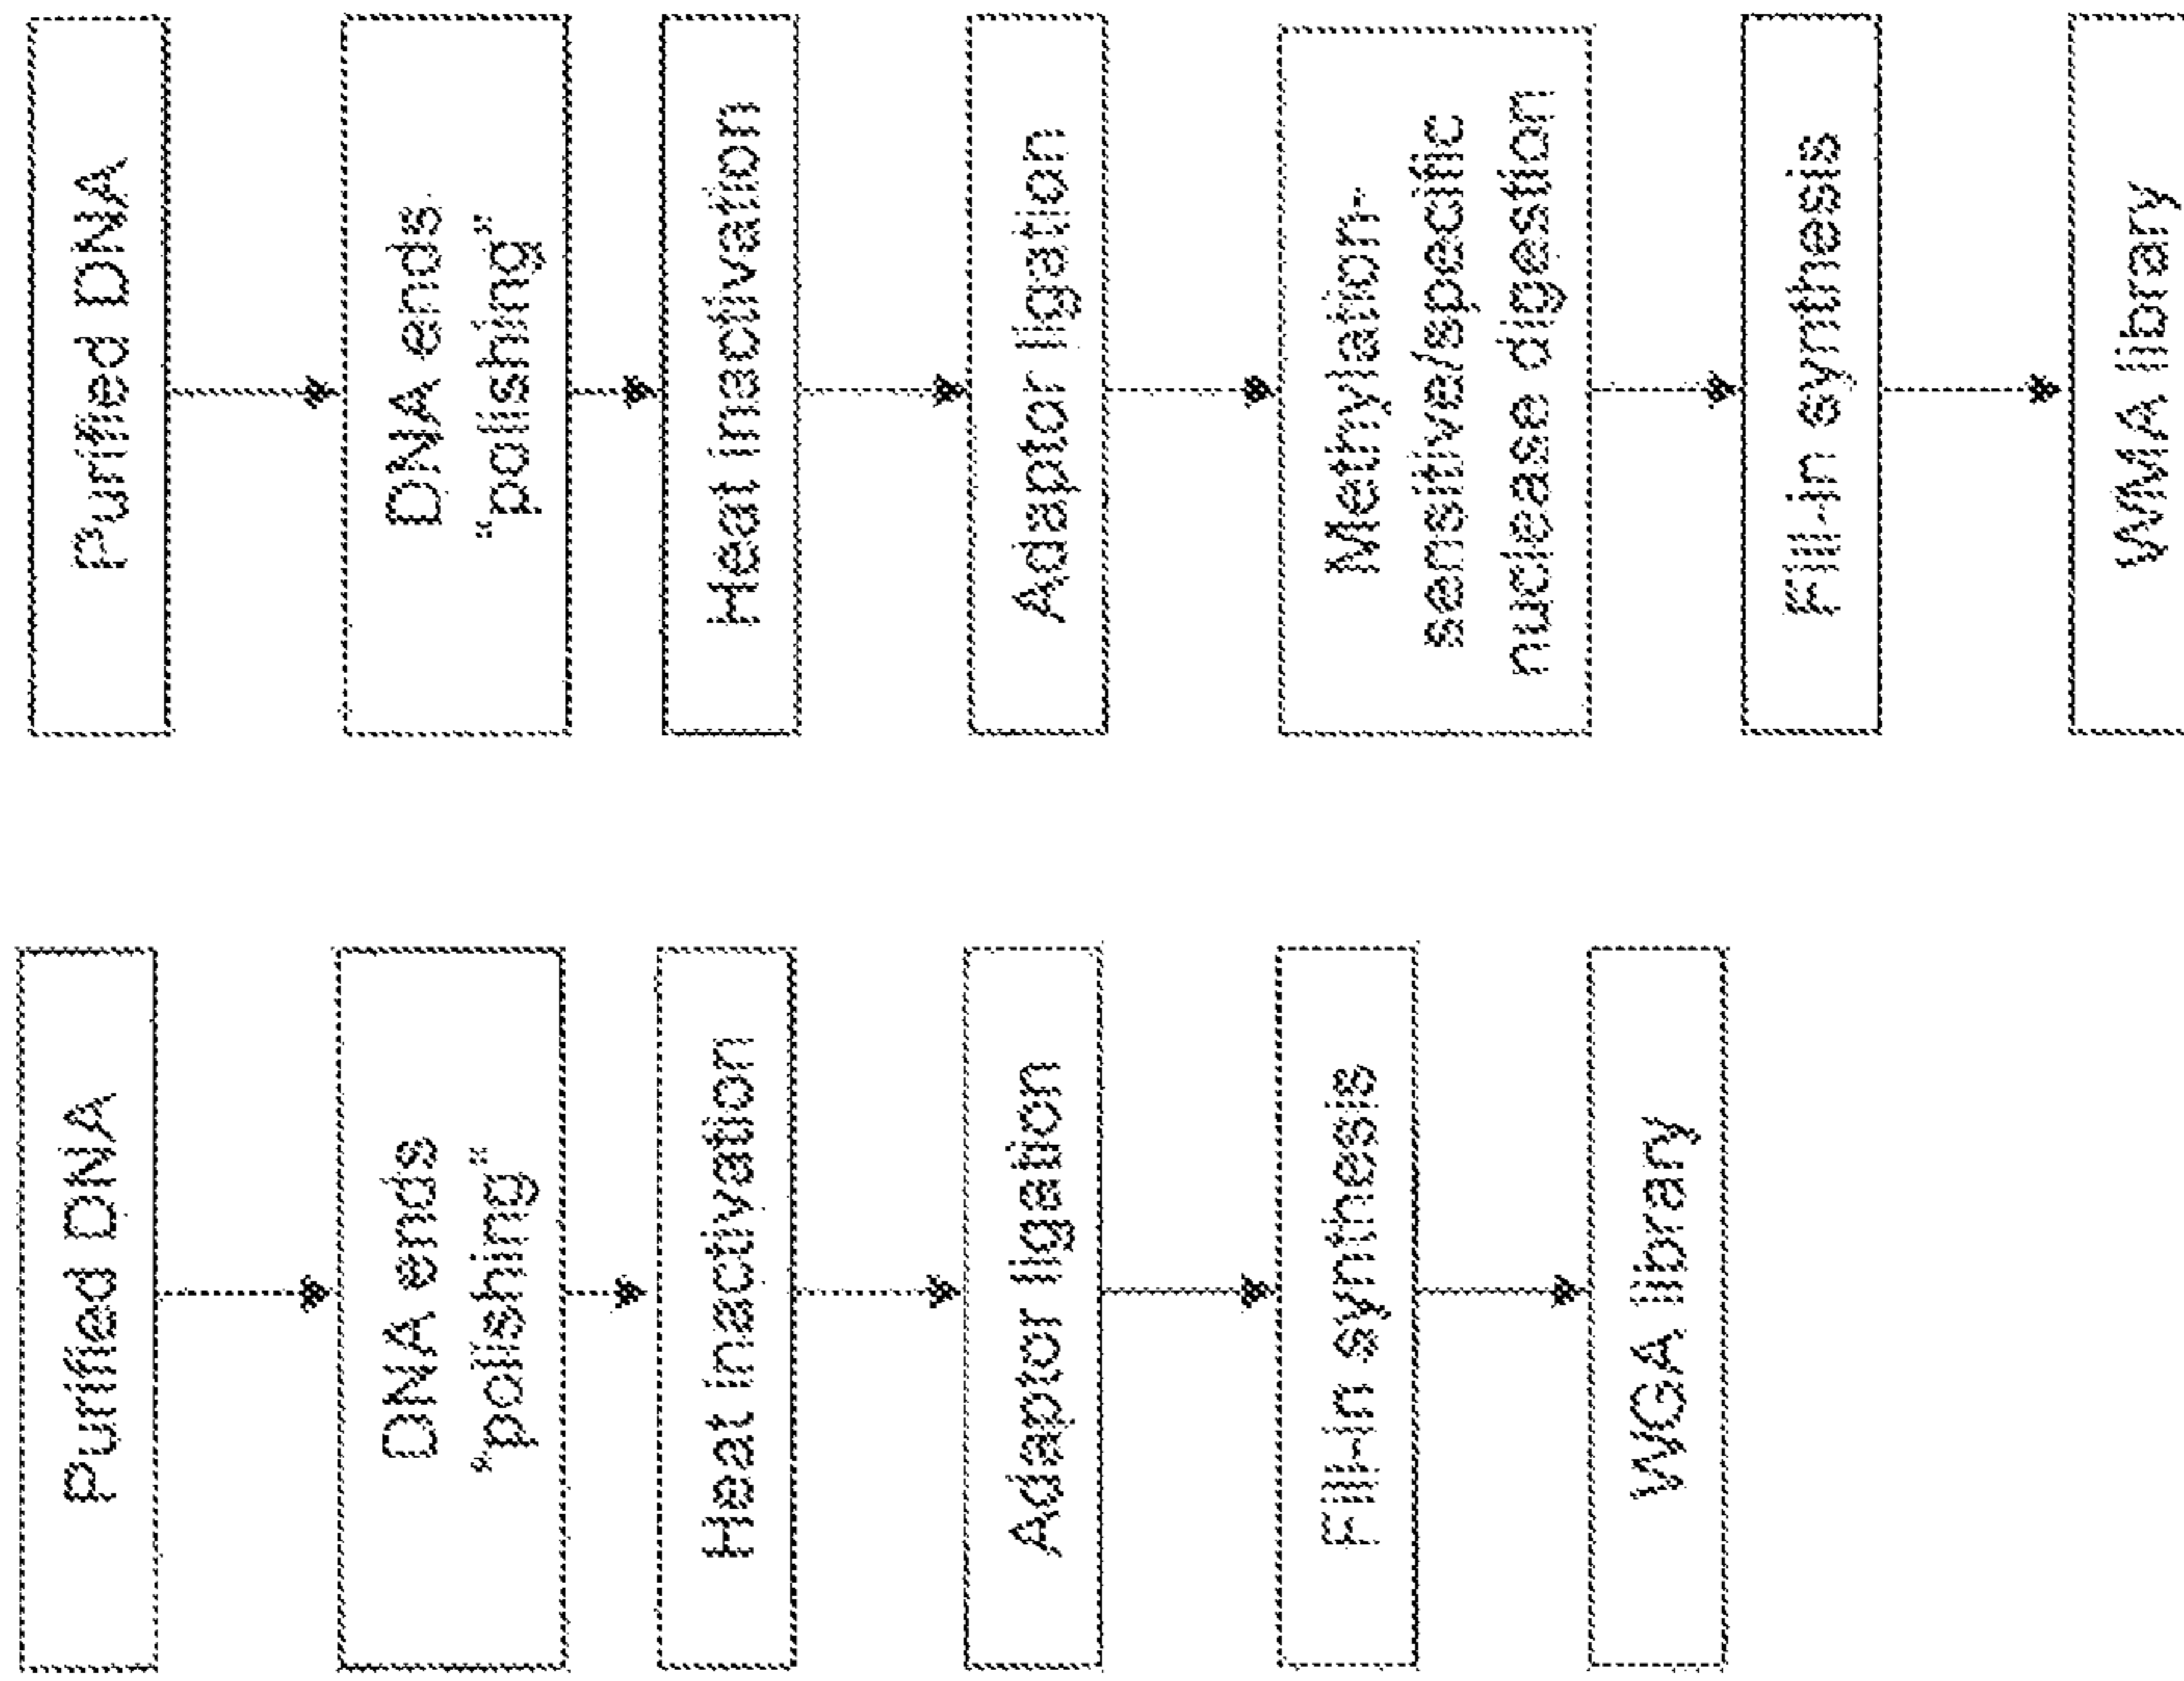 Purified DNA
DNA ends
"polishing"
Heat inactivation
Adaptor ligation
Fill-in synthesis
WGA library
Purified DNA
DNA ends
"polishing"
Heat inactivation
Adaptor ligation
Methylation-
sensitive/specific
nuclease digestion
Fill-in synthesis
WMA library